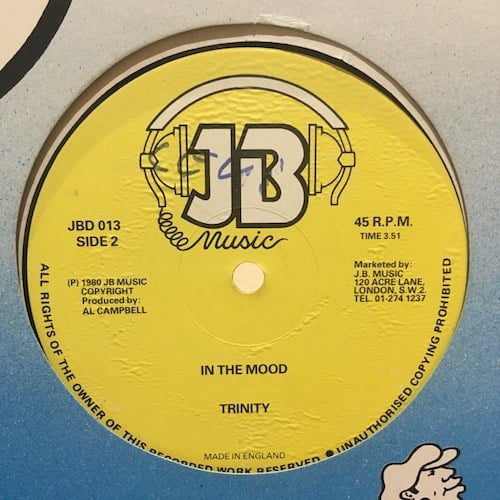 JB
Music
JBD 013
SIDE 2
45 R.P.M.
TIME 3.51
(P) 1980 JB MUSIC
COPYRIGHT
Produced by:
AL CAMPBELL
Marketed by:
J.B. MUSIC
120 ACRE LANE,
LONDON, S.W.2.
TEL. 01-274 1237
IN THE MOOD
TRINITY
MADE IN ENGLAND
ALL RIGHTS OF THE OWNER OF THIS RECORDED WORK RESERVED ● UNAUTHORISED COPYING PROHIBITED